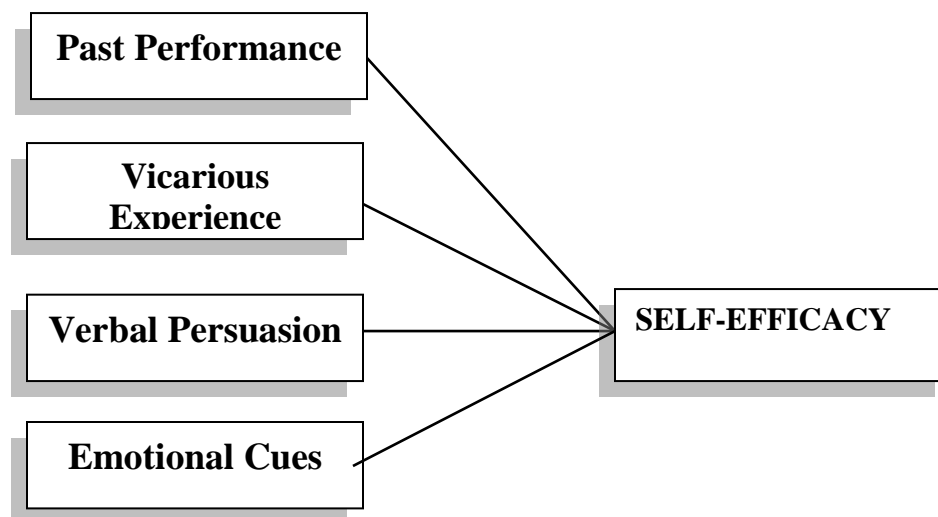 Past Performance
Vicarious
Experience
Verbal Persuasion
SELF-EFFICACY
Emotional Cues